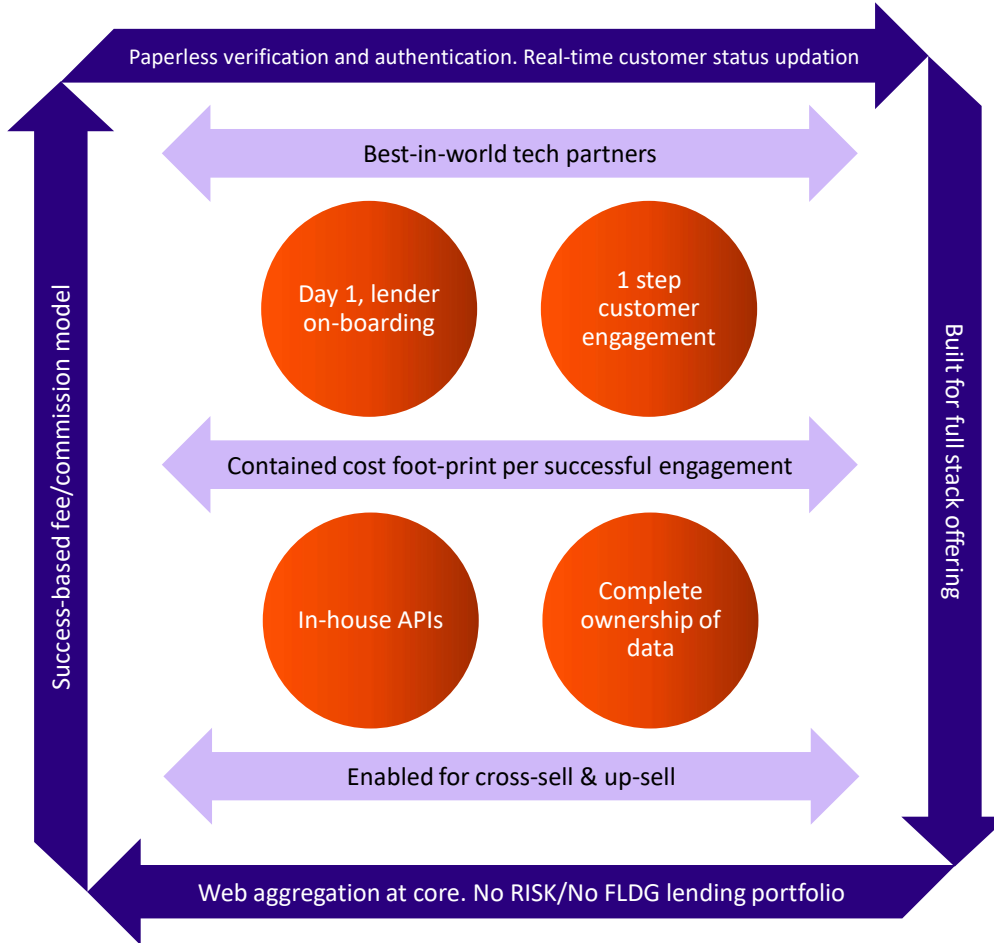 Paperless verification and authentication. Real-time customer status updation
Best-in-world tech partners
Day 1, lender
on-boarding
1 step
customer
engagement
Contained cost foot-print per successful engagement
In-house APIs
Complete
ownership of
data
Enabled for cross-sell & up-sell
Built for full stack offering
Web aggregation at core. No RISK/No FLDG lending portfolio
Success-based fee/commission model